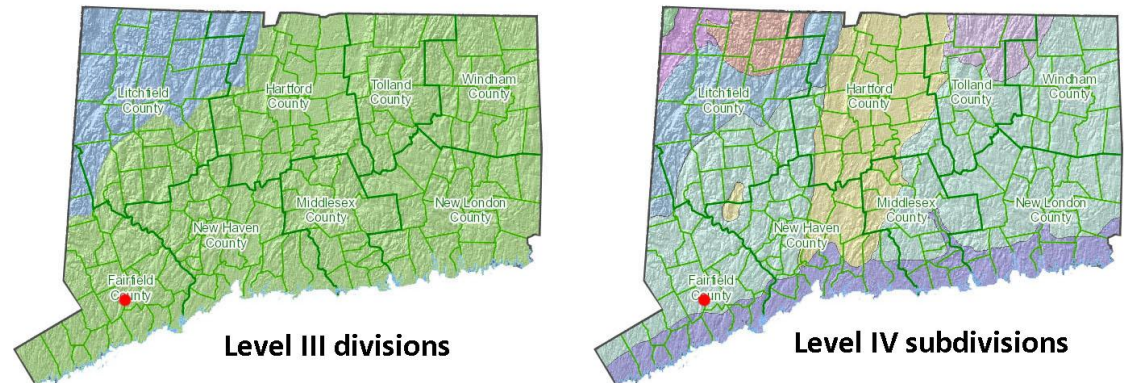 Litchfield
County
Hartford
County
Tolland
County
Windham
County
Middlesex
County
New London
County
New Haven
County
Fairfield
County
Level III divisions
Litchfield
County
Hartford
County
Tolland
County
Windham
County
Middlesex
County
New London
County
New Haven
County
Fairfield
County
Level IV subdivisions